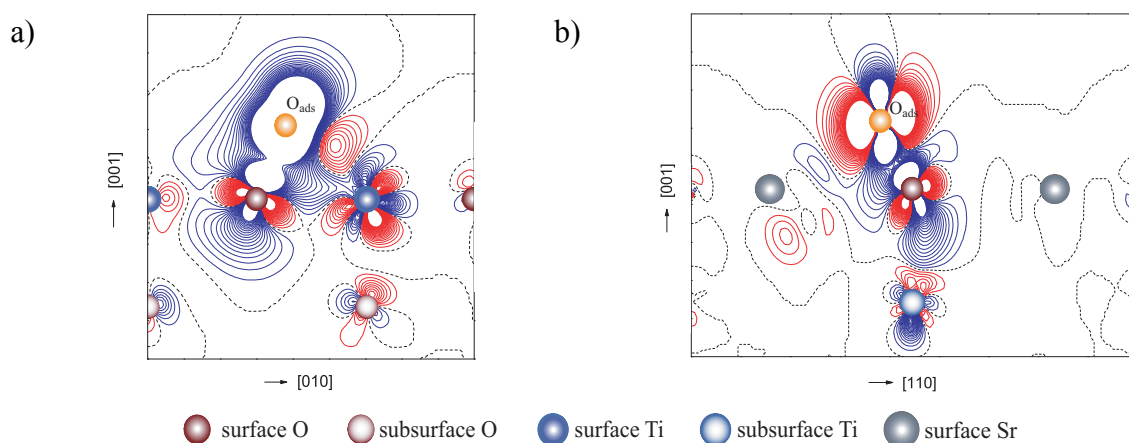 a)
O_ads
[001]
[010]
b)
O_ads
[001]
[110]
surface O
subsurface O
surface Ti
subsurface Ti
surface Sr